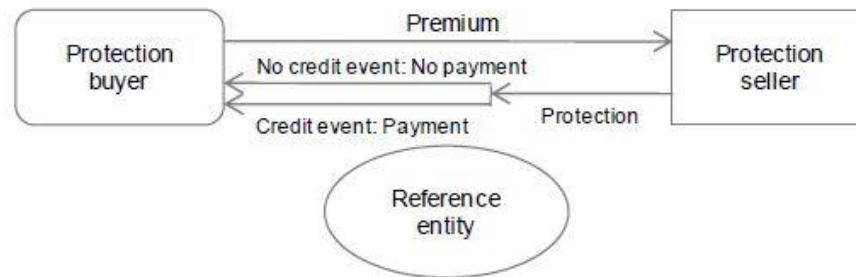 Premium
Protection
buyer
Protection
seller
No credit event: No payment
Credit event: Payment
Protection
Reference
entity